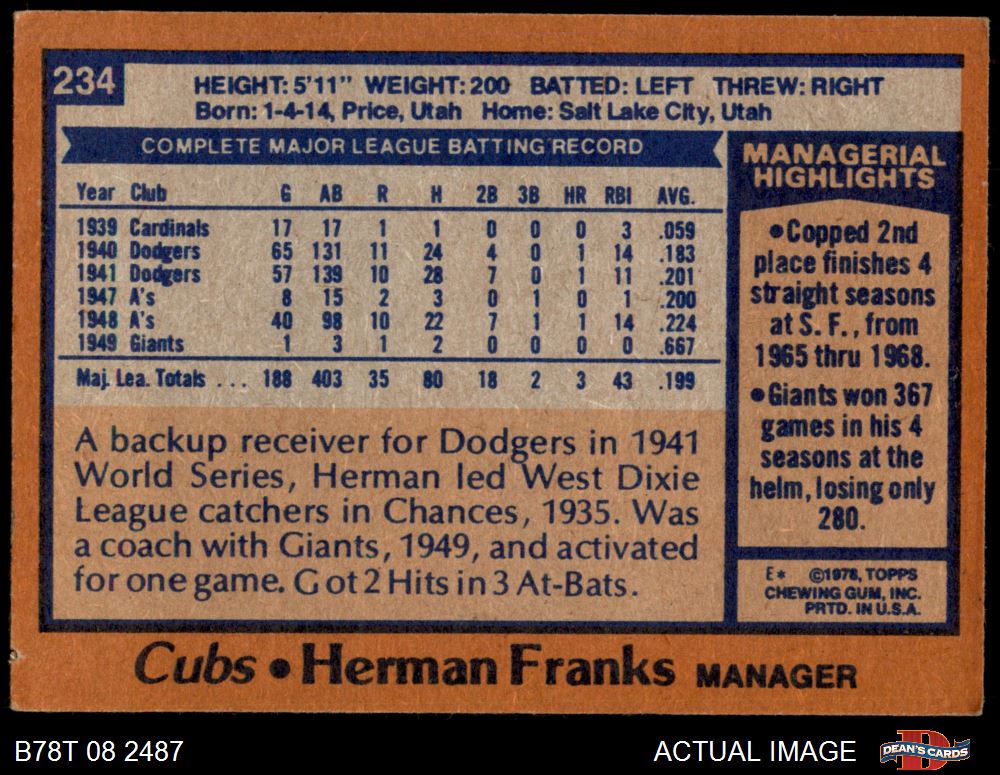 234
HEIGHT: 5'11" WEIGHT: 200 BATTED: LEFT THREW: RIGHT
Born: 1-4-14, Price, Utah Home: Salt Lake City, Utah
COMPLETE MAJOR LEAGUE BATTING RECORD
Year Club G AB R H 2B 3B HR RBI AVG.
1939 Cardinals 17 17 1 1 0 0 0 3 .059
1940 Dodgers 65 131 11 24 4 0 1 14 .183
1941 Dodgers 57 139 10 28 7 0 1 11 .201
1947 A's 8 15 2 3 0 1 0 1 .200
1948 A's 40 98 10 22 7 1 1 14 .224
1949 Giants 1 3 1 2 0 0 0 0 .667
Maj. Lea. Totals ... 188 403 35 80 18 2 3 43 .199
A backup receiver for Dodgers in 1941
World Series, Herman led West Dixie
League catchers in Chances, 1935. Was
a coach with Giants, 1949, and activated
for one game. Got 2 Hits in 3 At-Bats.
MANAGERIAL
HIGHLIGHTS
•Copped 2nd
place finishes 4
straight seasons
at S. F., from
1965 thru 1968.
•Giants won 367
games in his 4
seasons at the
helm, losing only
280.
E* ©1978, TOPPS
CHEWING GUM, INC.
PRTD. IN U.S.A.
Cubs • Herman Franks MANAGER
B78T 08 2487
ACTUAL IMAGE
DEAN'S CARDS